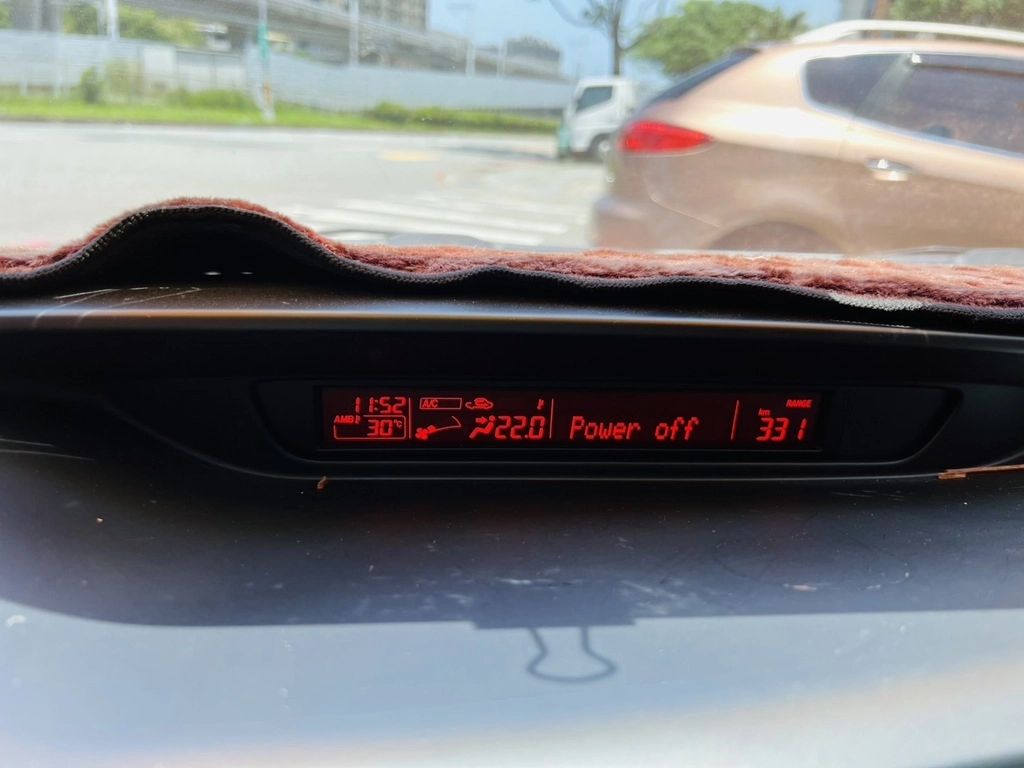 11:52
AMB 30°C
A/C
22.0
Power off
RANGE
km
331